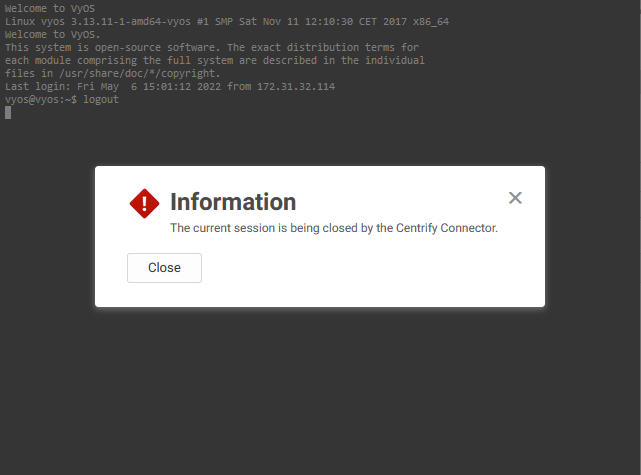 Welcome to VyOS
Linux vyos 3.13.11-1-amd64-vyos #1 SMP Sat Nov 11 12:10:30 CET 2017 x86_64
Welcome to VyOS.
This system is open-source software. The exact distribution terms for
each module comprising the full system are described in the individual
files in /usr/share/doc/*/copyright.
Last login: Fri May  6 15:01:12 2022 from 172.31.32.114
vyos@vyos:~$ logout
Information
The current session is being closed by the Centrify Connector.
Close